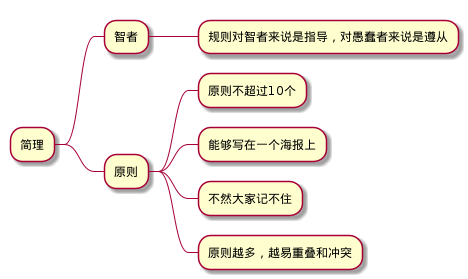 简理
智者
规则对智者来说是指导，对愚蠢者来说是遵从
原则
原则不超过10个
能够写在一个海报上
不然大家记不住
原则越多，越易重叠和冲突